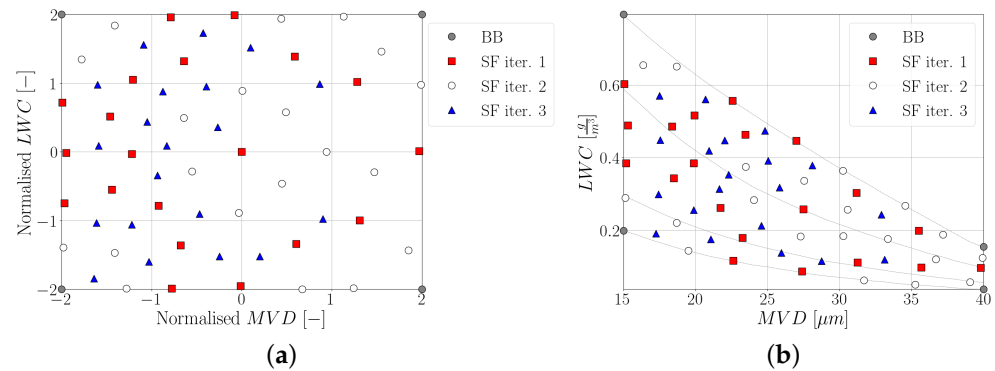 2
1
0
−1
−2
−2
−1
0
1
2
Normalised LWC [−]
Normalised MVD [−]
BB
SF iter. 1
SF iter. 2
SF iter. 3
(a)
0.6
0.4
0.2
15
20
25
30
35
40
LWC [g/m³]
MVD [μm]
BB
SF iter. 1
SF iter. 2
SF iter. 3
(b)